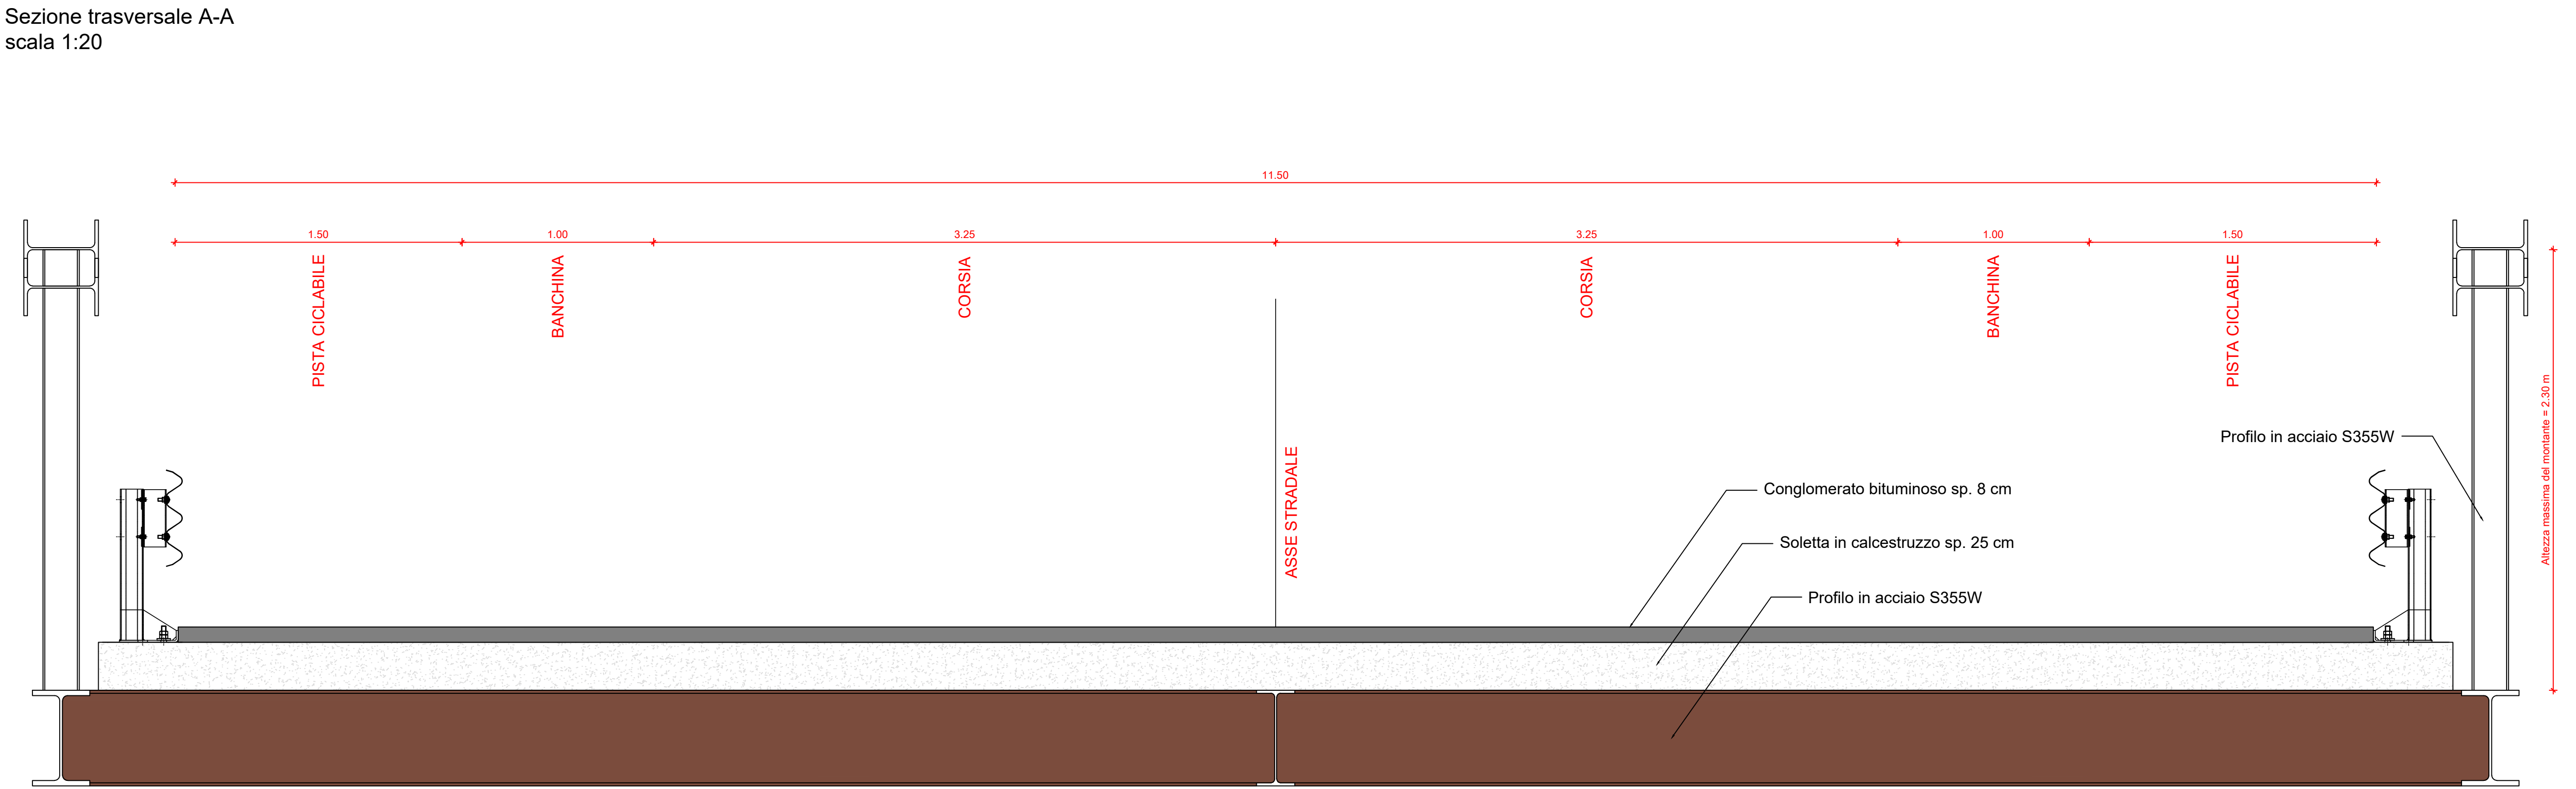 Sezione trasversale A-A
scala 1:20
11.50
1.50
1.00
3.25
3.25
1.00
1.50
PISTA CICLABILE
BANCHINA
CORSIA
CORSIA
BANCHINA
PISTA CICLABILE
Altezza massima del montante = 2.30 m
Profilo in acciaio S355W
ASSE STRADALE
Conglomerato bituminoso sp. 8 cm
Soletta in calcestruzzo sp. 25 cm
Profilo in acciaio S355W